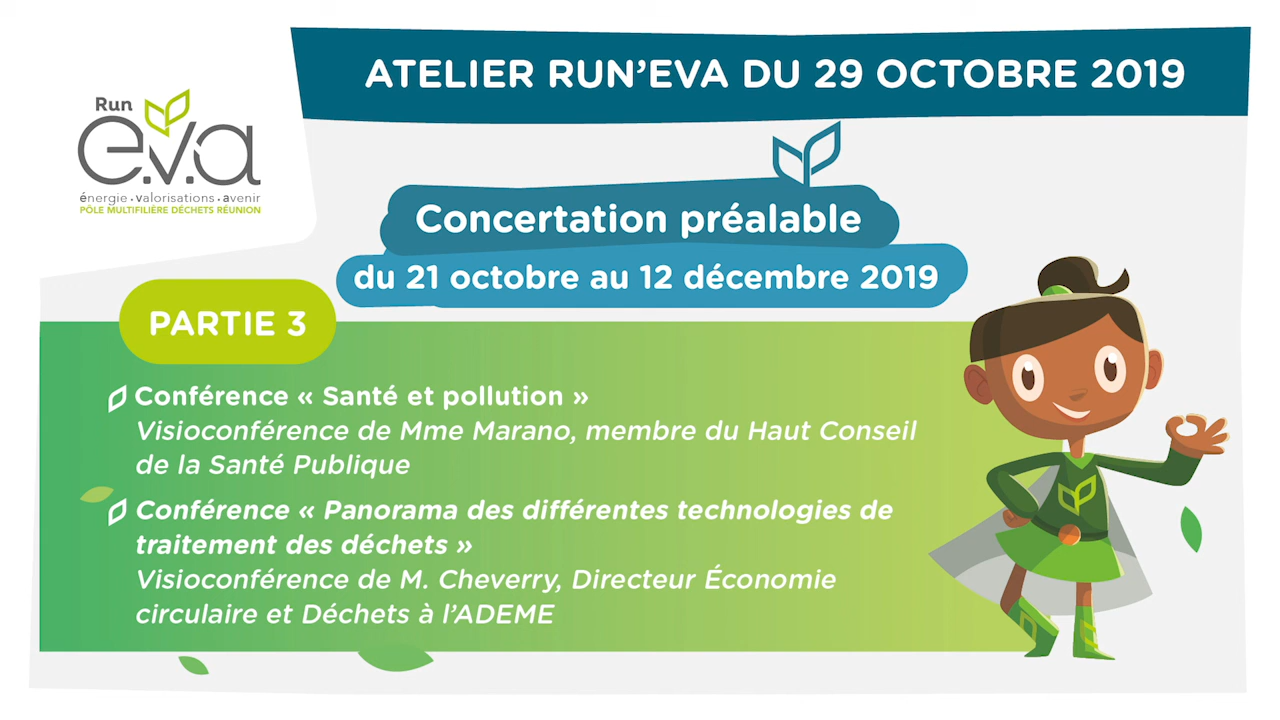 ATELIER RUN'EVA DU 29 OCTOBRE 2019
Run
e.v.a
énergie • valorisations • avenir
PÔLE MULTIFILIÈRE DÉCHETS RÉUNION
Concertation préalable
du 21 octobre au 12 décembre 2019
PARTIE 3
Conférence « Santé et pollution »
Visioconférence de Mme Marano, membre du Haut Conseil
de la Santé Publique
Conférence « Panorama des différentes technologies de
traitement des déchets »
Visioconférence de M. Cheverry, Directeur Économie
circulaire et Déchets à l'ADEME